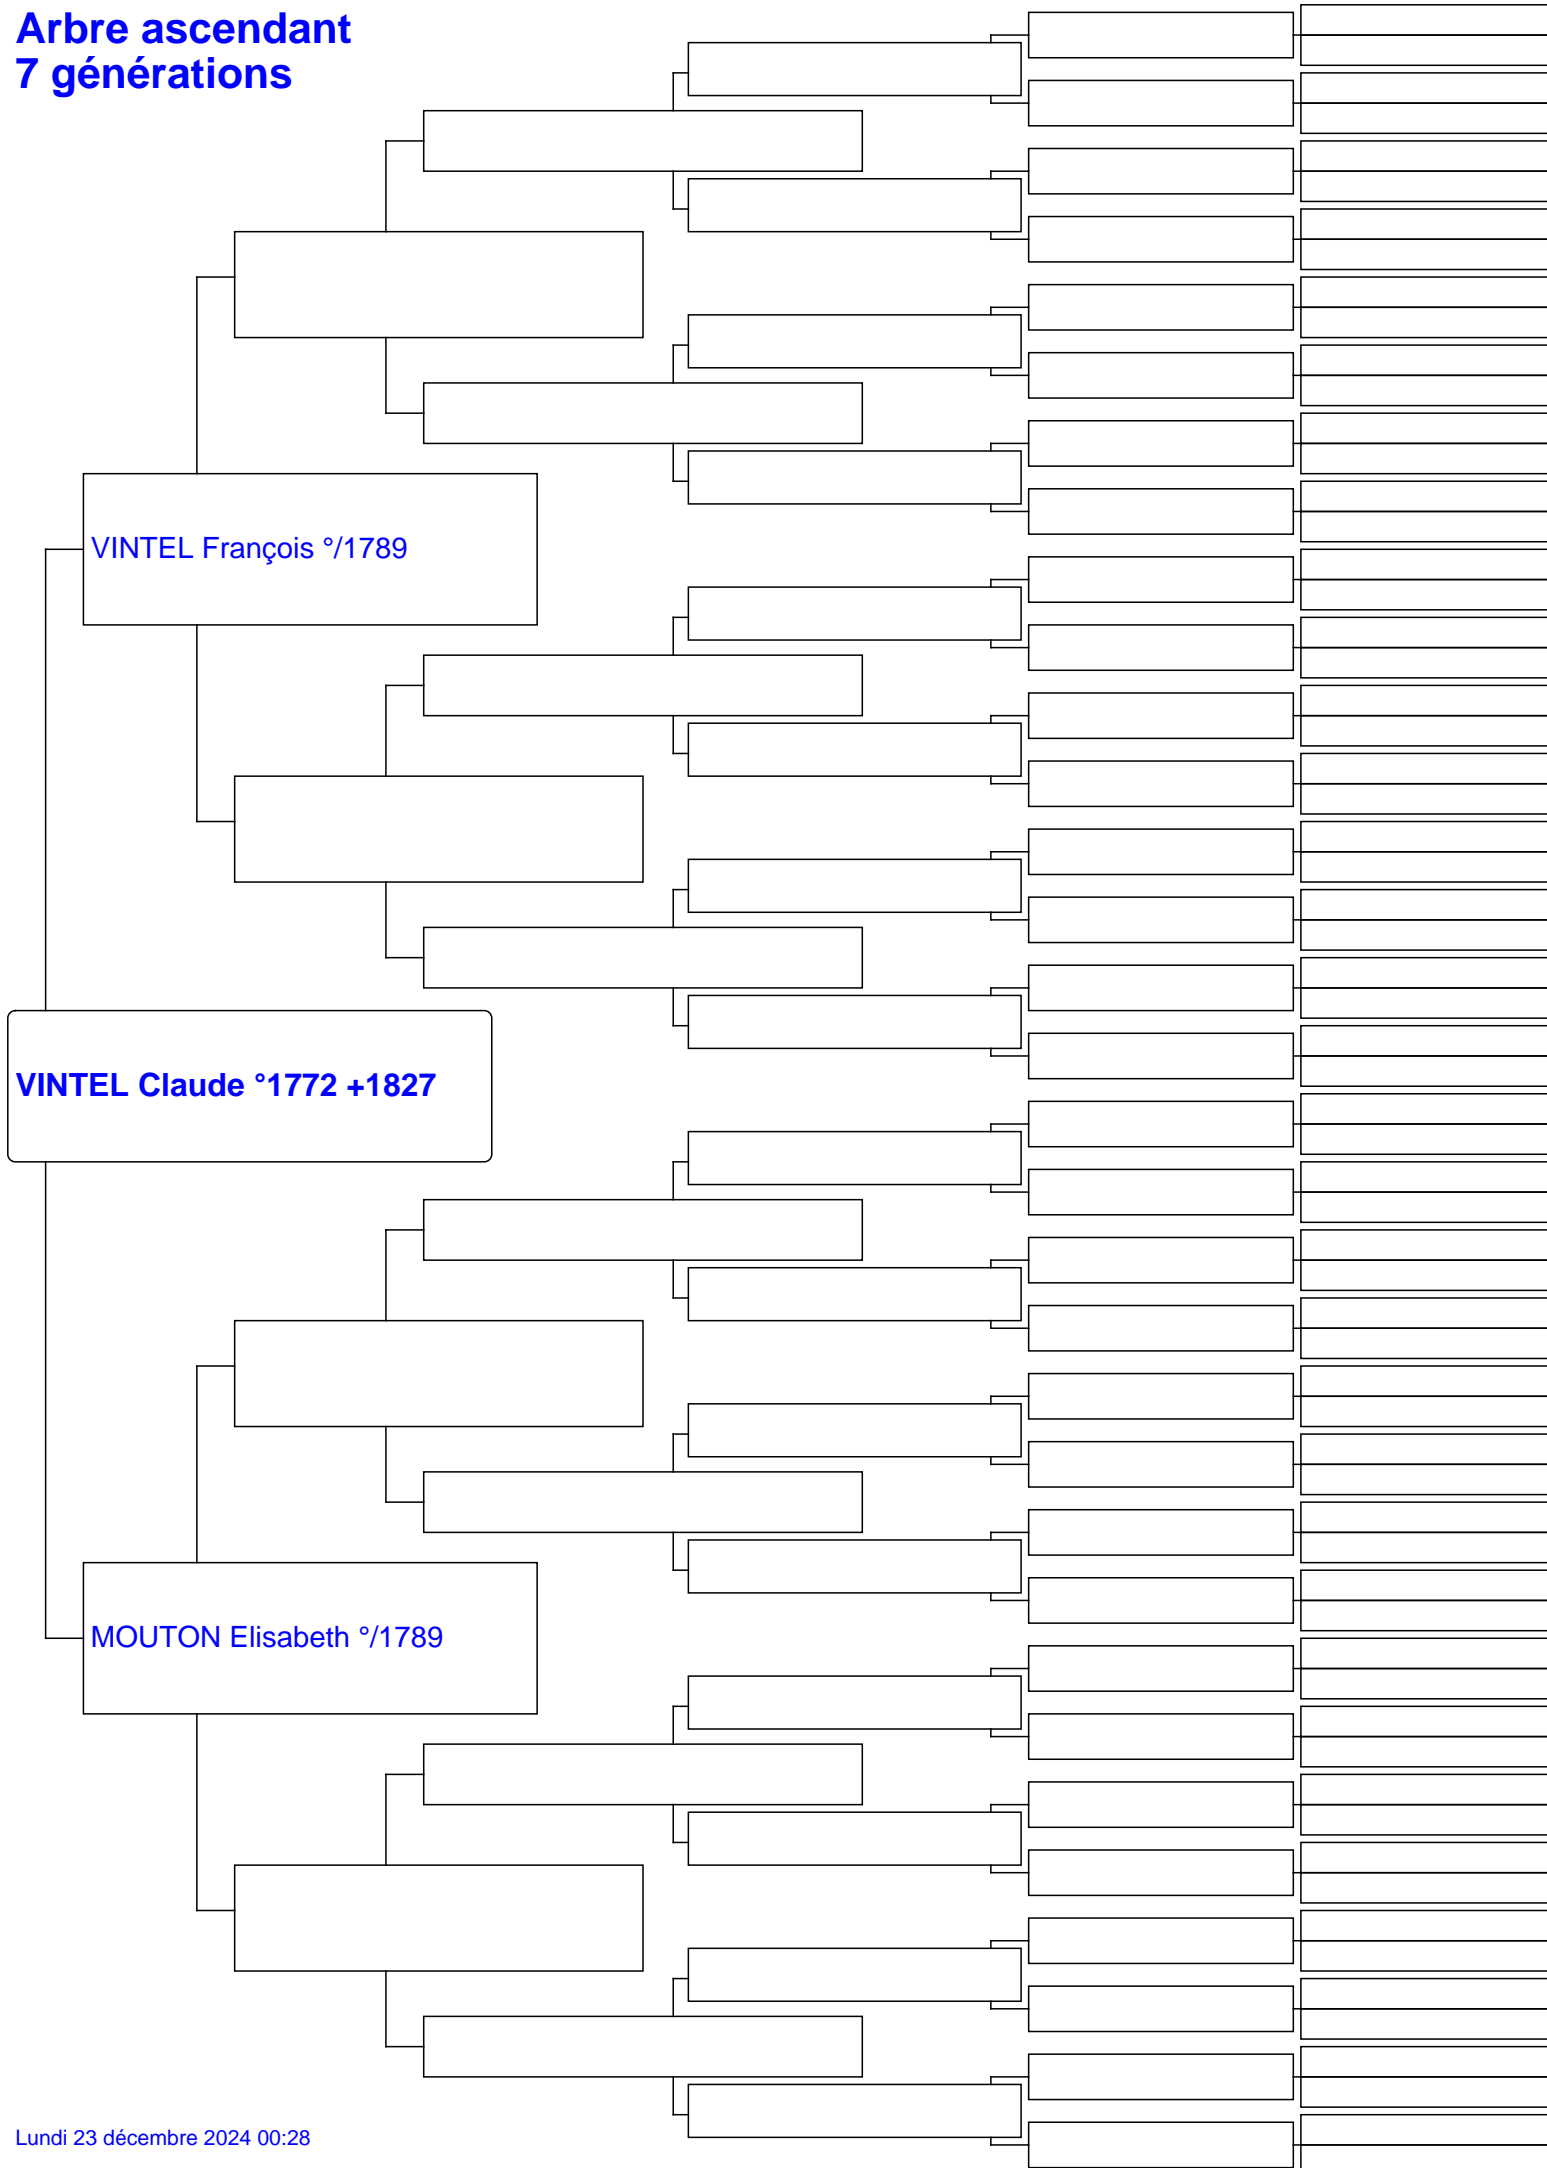 Arbre ascendant
7 générations
VINTEL François °/1789
VINTEL Claude °1772 +1827
MOUTON Elisabeth °/1789
Lundi 23 décembre 2024 00:28